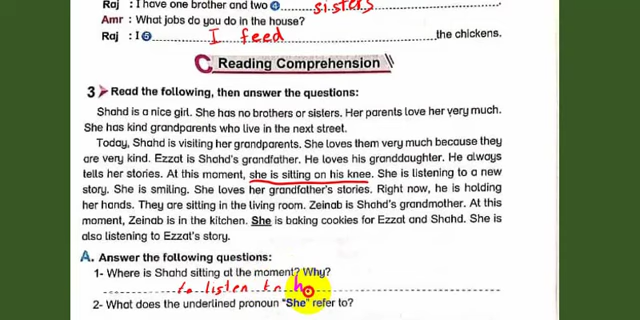 Raj : I have one brother and two ④ sisters
Amr : What jobs do you do in the house?
Raj : I ⑤ I feed the chickens.
C Reading Comprehension
3 Read the following, then answer the questions:
Shahd is a nice girl. She has no brothers or sisters. Her parents love her very much.
She has kind grandparents who live in the next street.
Today, Shahd is visiting her grandparents. She loves them very much because they
are very kind. Ezzat is Shahd's grandfather. He loves his granddaughter. He always
tells her stories. At this moment, she is sitting on his knee. She is listening to a new
story. She is smiling. She loves her grandfather's stories. Right now, he is holding
her hands. They are sitting in the living room. Zeinab is Shahd's grandmother. At this
moment, Zeinab is in the kitchen. She is baking cookies for Ezzat and Shahd. She is
also listening to Ezzat's story.
A. Answer the following questions:
1- Where is Shahd sitting at the moment? Why?
to listen to h
2- What does the underlined pronoun "She" refer to?